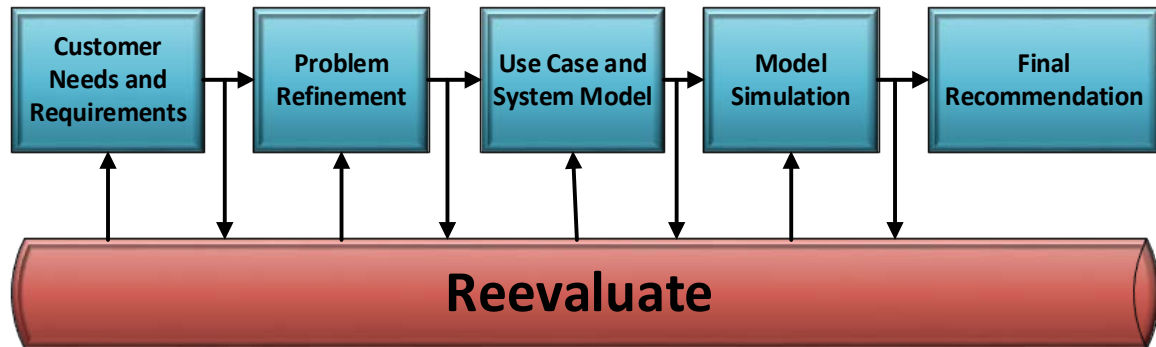 Customer
Needs and
Requirements
Problem
Refinement
Use Case and
System Model
Model
Simulation
Final
Recommendation
Reevaluate